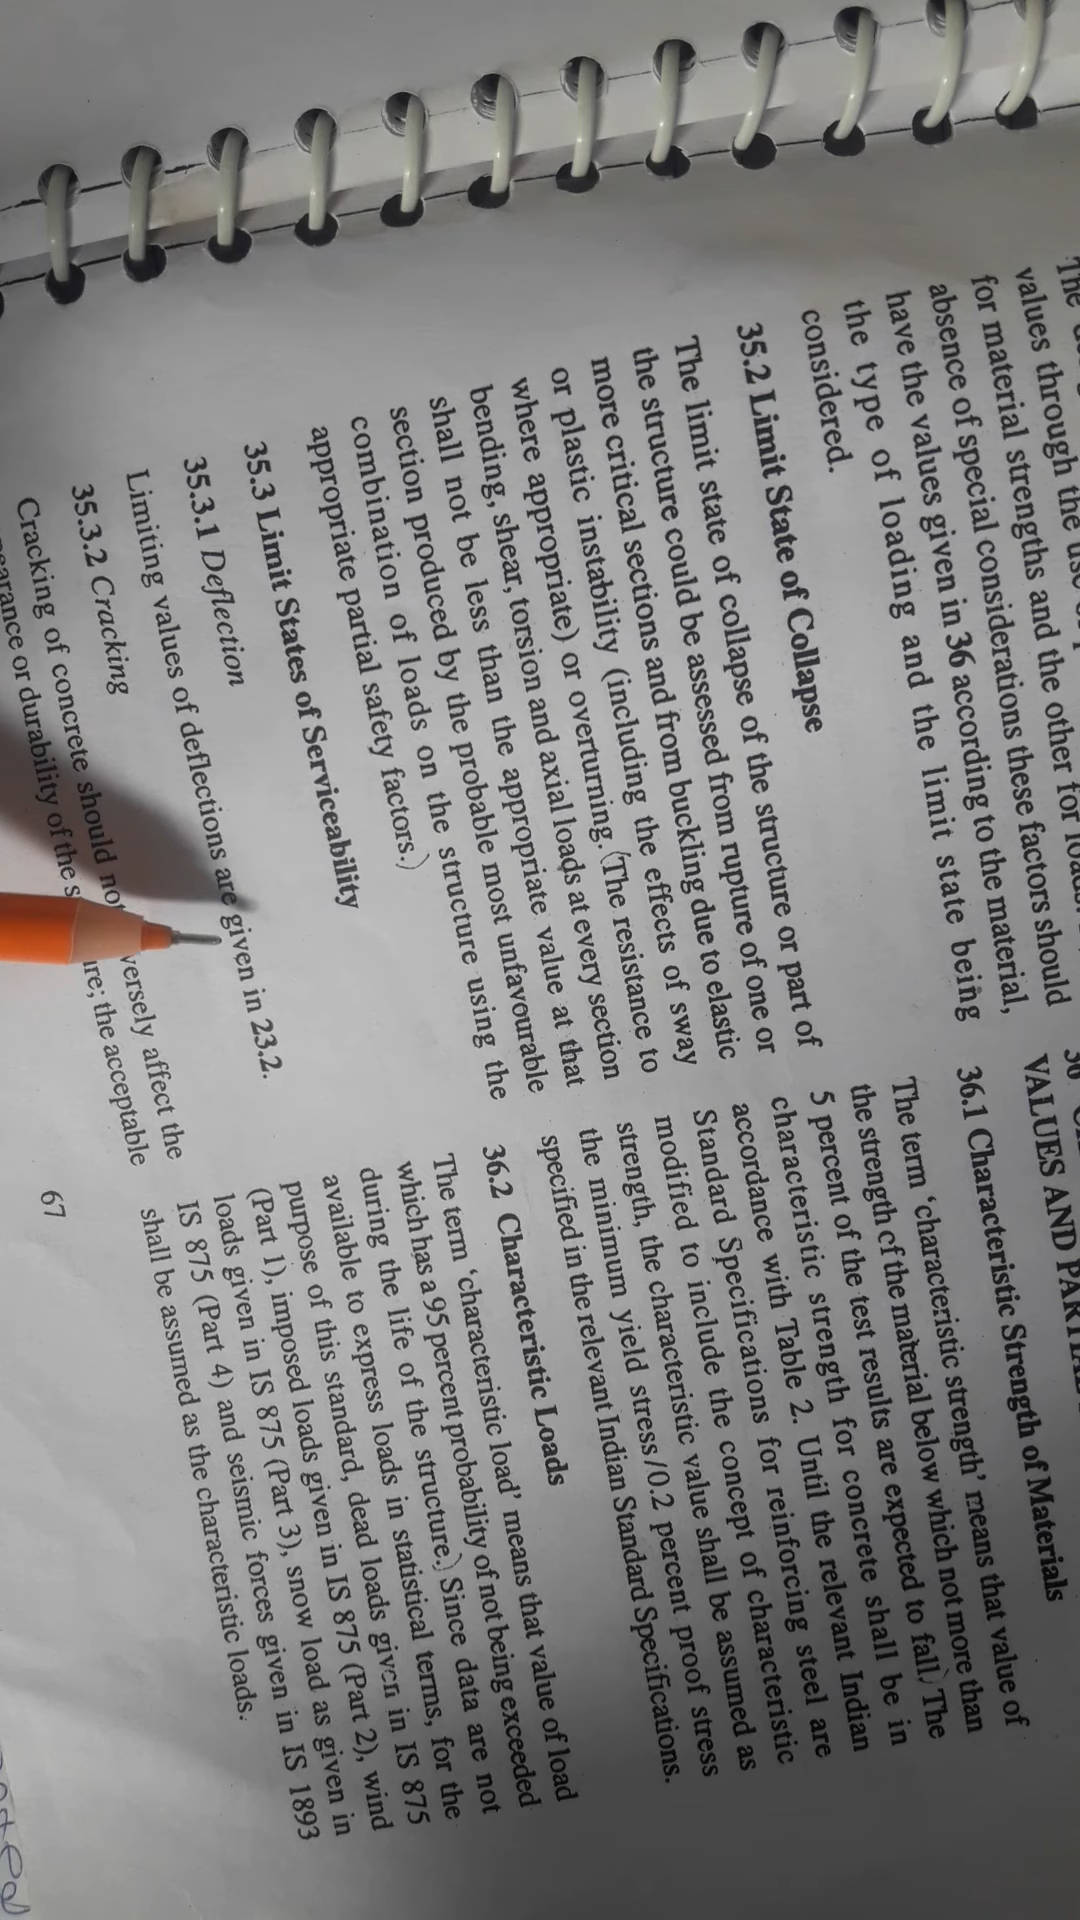 values through the use
for material strengths and the other for
absence of special considerations these factors should
have the values given in 36 according to the material,
the type of loading and the limit state being
considered.
35.2 Limit State of Collapse
The limit state of collapse of the structure or part of
the structure could be assessed from rupture of one or
more critical sections and from buckling due to elastic
or plastic instability (including the effects of sway
where appropriate) or overturning. (The resistance to
bending, shear, torsion and axial loads at every section
shall not be less than the appropriate value at that
section produced by the probable most unfavourable
combination of loads on the structure using the
appropriate partial safety factors.)
35.3 Limit States of Serviceability
35.3.1 Deflection
Limiting values of deflections are given in 23.2.
35.3.2 Cracking
Cracking of concrete should not versely affect the
or durability of the ; the acceptable
36
VALUES AND
36.1 Characteristic Strength of Materials
The term ‘characteristic strength’ means that value of
the strength of the material below which not more than
5 percent of the test results are expected to fall.) The
characteristic strength for concrete shall be in
accordance with Table 2. Until the relevant Indian
Standard Specifications for reinforcing steel are
modified to include the concept of characteristic
strength, the characteristic value shall be assumed as
the minimum yield stress/0.2 percent proof stress
specified in the relevant Indian Standard Specifications.
36.2 Characteristic Loads
The term ‘characteristic load’ means that value of load
which has a 95 percent probability of not being exceeded
during the life of the structure.) Since data are not
available to express loads in statistical terms, for the
purpose of this standard, dead loads given in IS 875
(Part 1), imposed loads given in IS 875 (Part 2), wind
loads given in IS 875 (Part 3), snow load as given in
IS 875 (Part 4) and seismic forces given in IS 1893
shall be assumed as the characteristic loads.
67